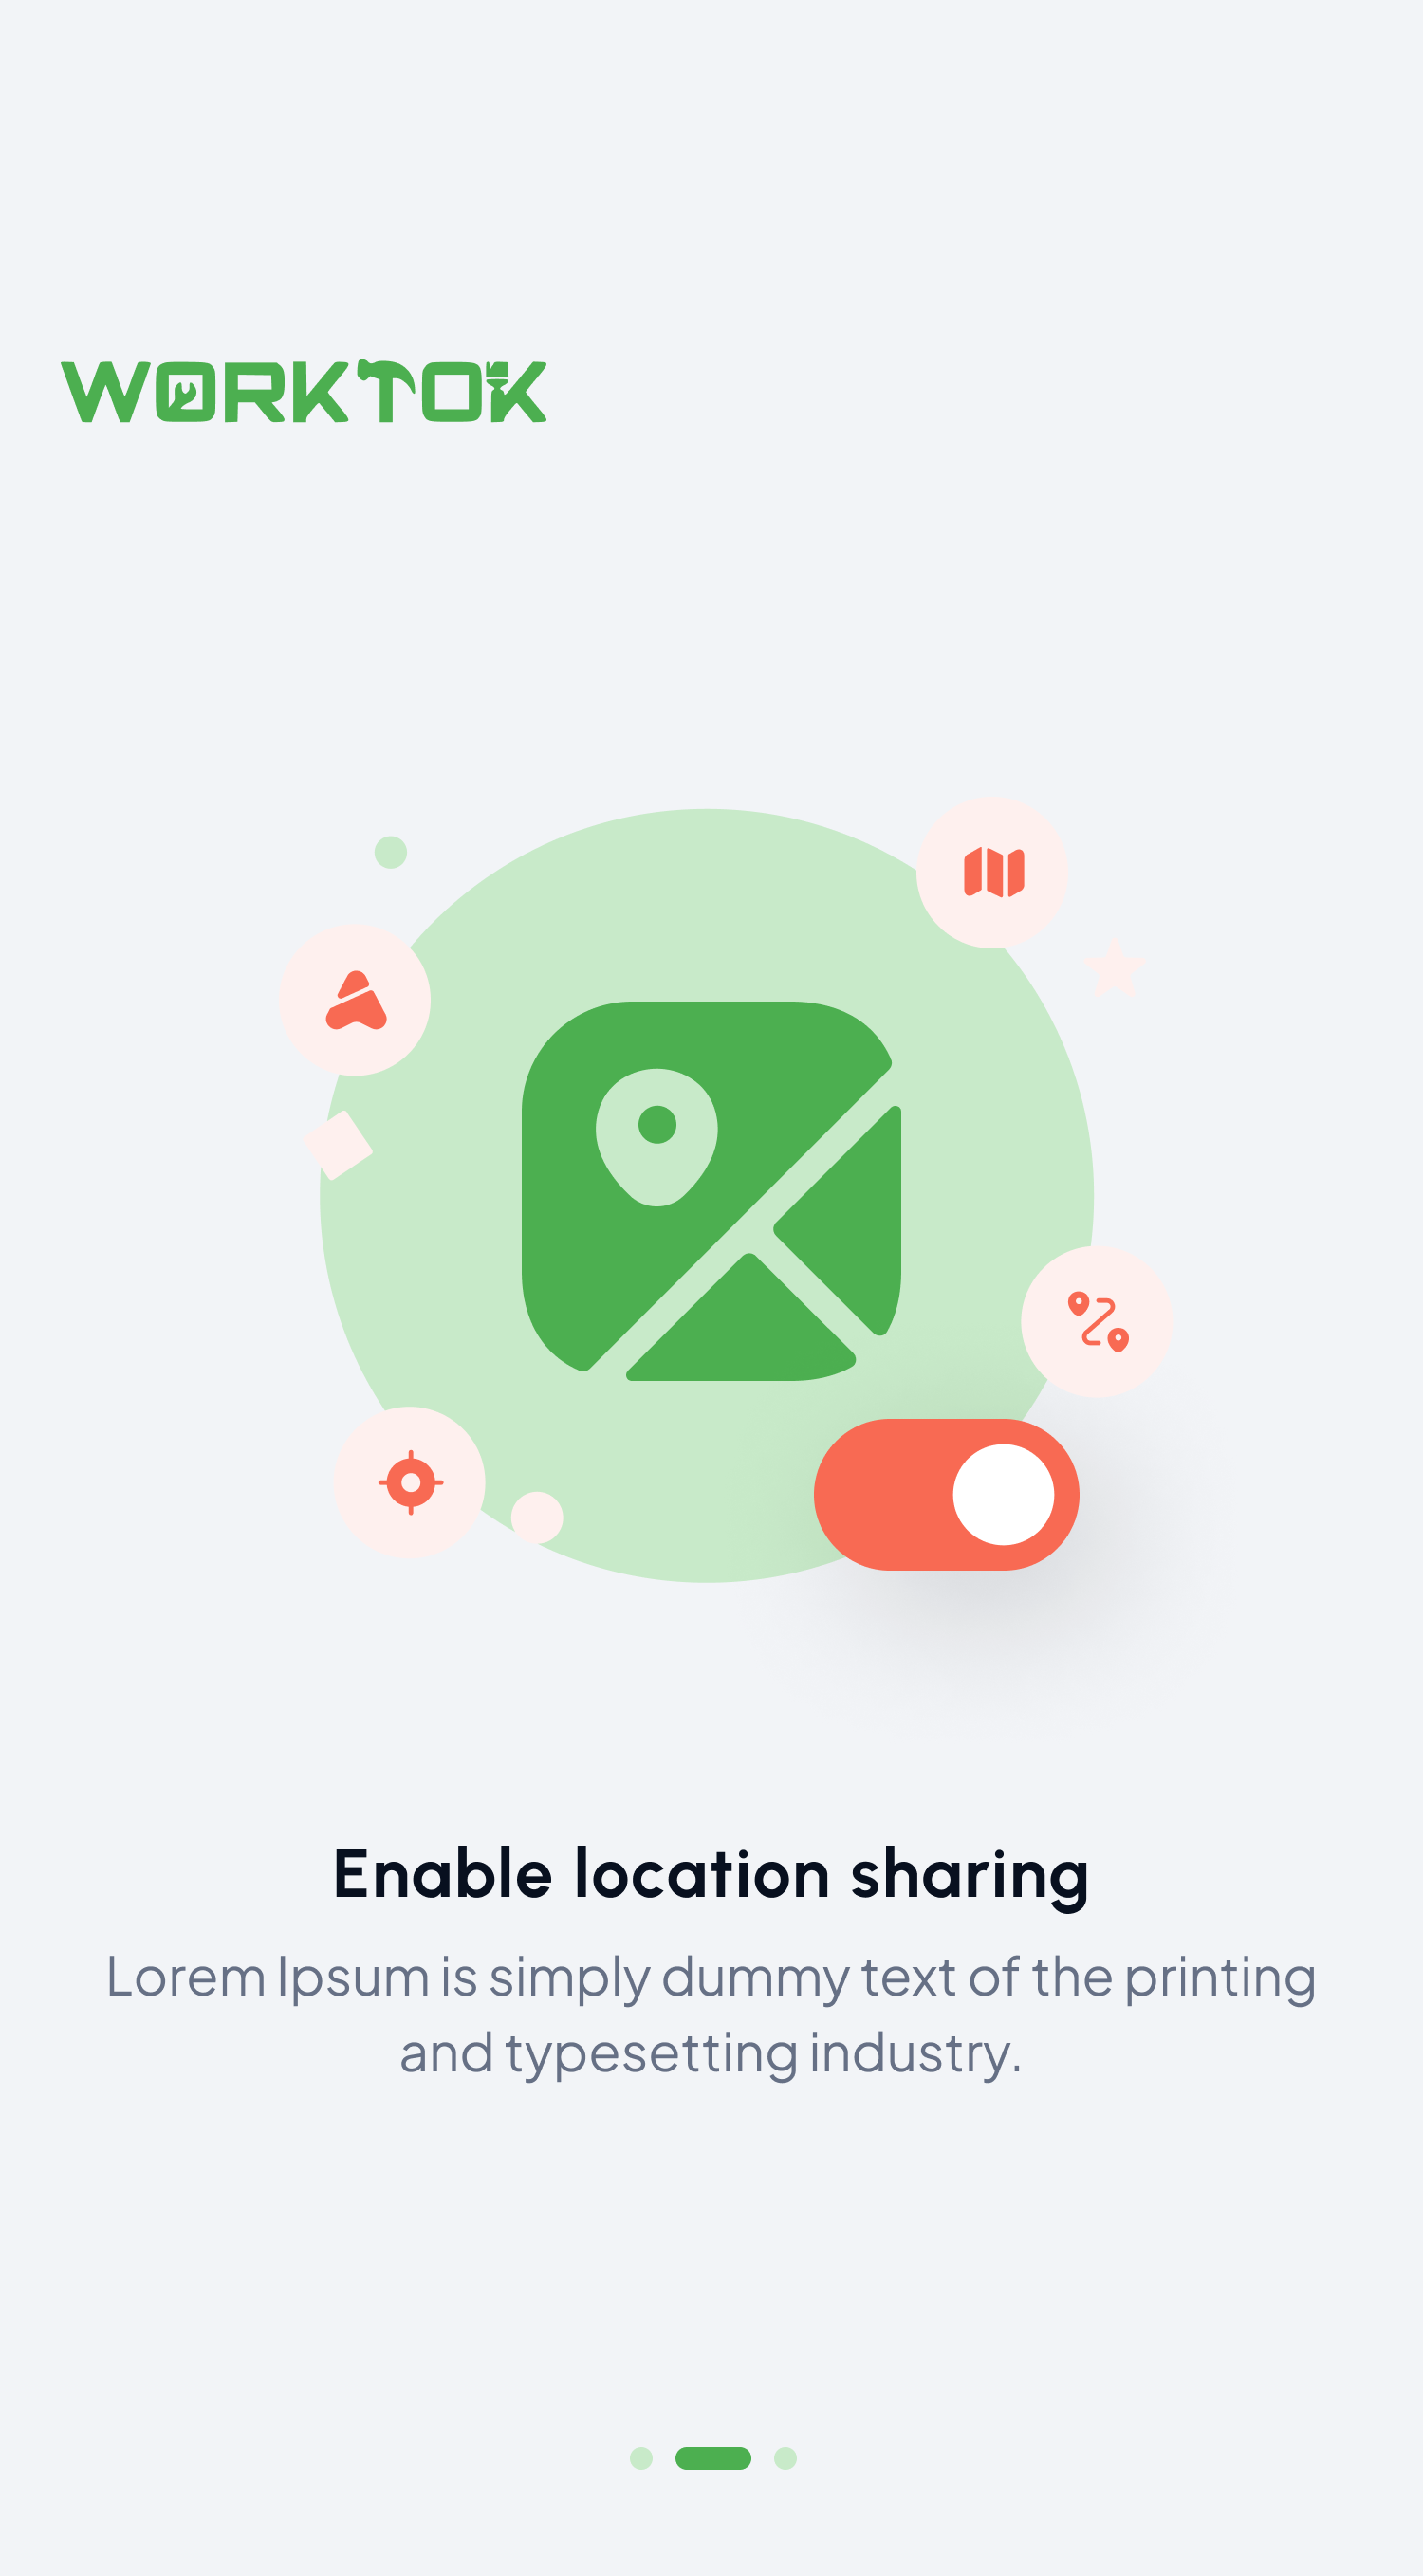 WORKTOK
Enable location sharing
Lorem Ipsum is simply dummy text of the printing
and typesetting industry.